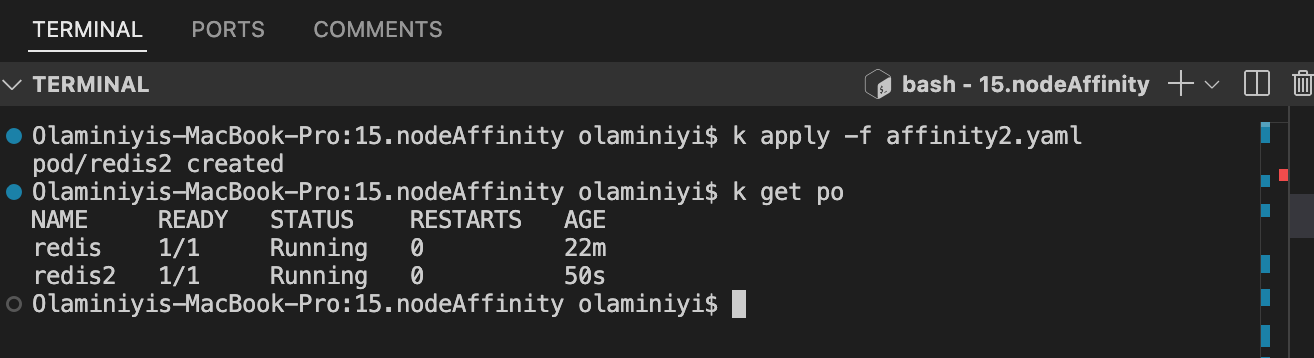 TERMINAL PORTS COMMENTS
TERMINAL bash - 15.nodeAffinity
Olaminiyis-MacBook-Pro:15.nodeAffinity olaminiyi$ k apply -f affinity2.yaml
pod/redis2 created
Olaminiyis-MacBook-Pro:15.nodeAffinity olaminiyi$ k get po
NAME READY STATUS RESTARTS AGE
redis 1/1 Running 0 22m
redis2 1/1 Running 0 50s
Olaminiyis-MacBook-Pro:15.nodeAffinity olaminiyi$